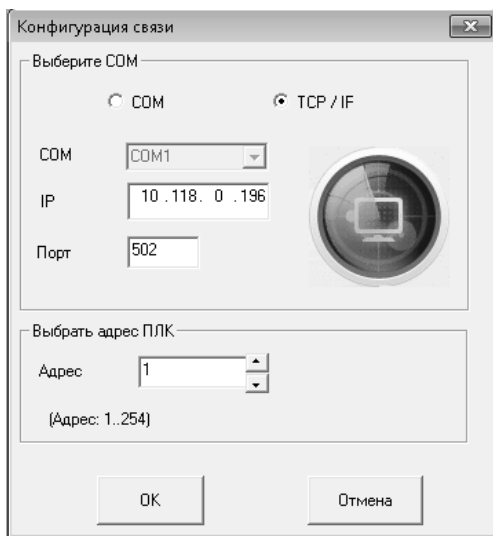 Конфигурация связи
Выберите COM
COM
TCP / IF
COM
COM1
IP
10 .118. 0 .196
Порт
502
Выбрать адрес ПЛК
Адрес
1
(Адрес: 1..254)
OK
Отмена